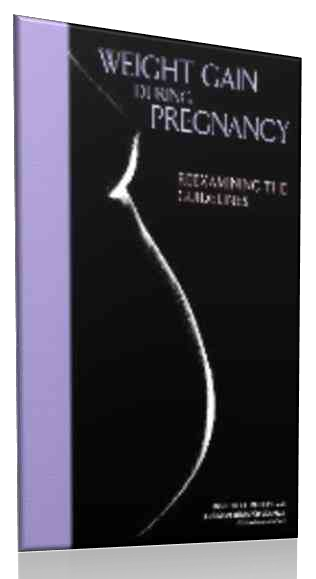 WEIGHT GAIN
DURING
PREGNANCY
REEXAMINING THE
GUIDELINES